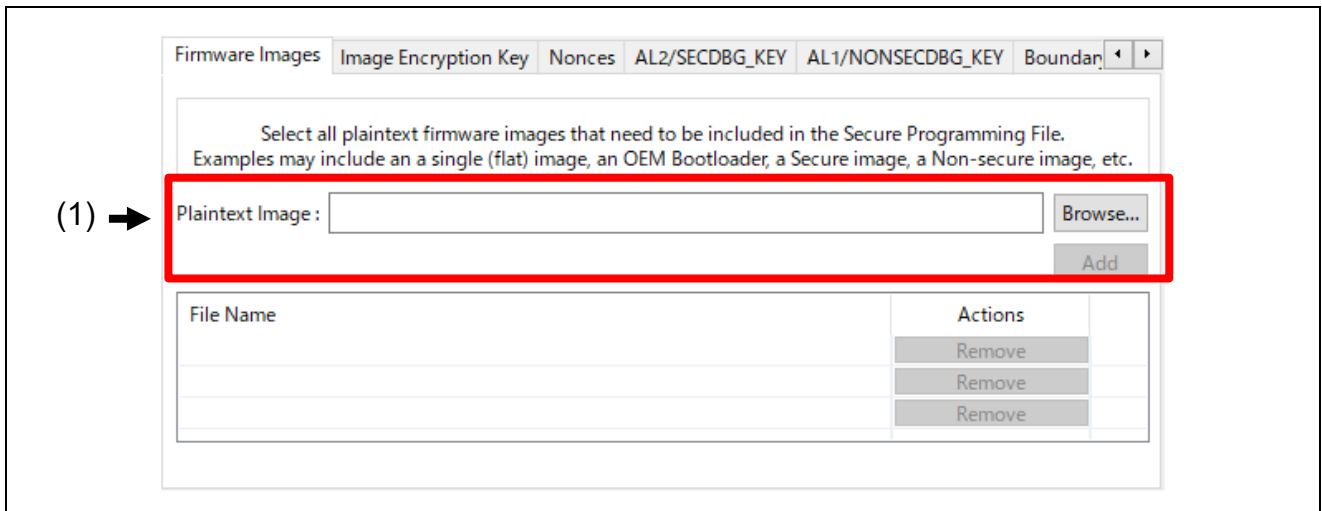 Firmware Images Image Encryption Key Nonces AL2/SECDBG_KEY AL1/NONSECDBG_KEY Boundar
Select all plaintext firmware images that need to be included in the Secure Programming File.
Examples may include an a single (flat) image, an OEM Bootloader, a Secure image, a Non-secure image, etc.
(1) Plaintext Image : Browse...
Add
File Name Actions
Remove
Remove
Remove